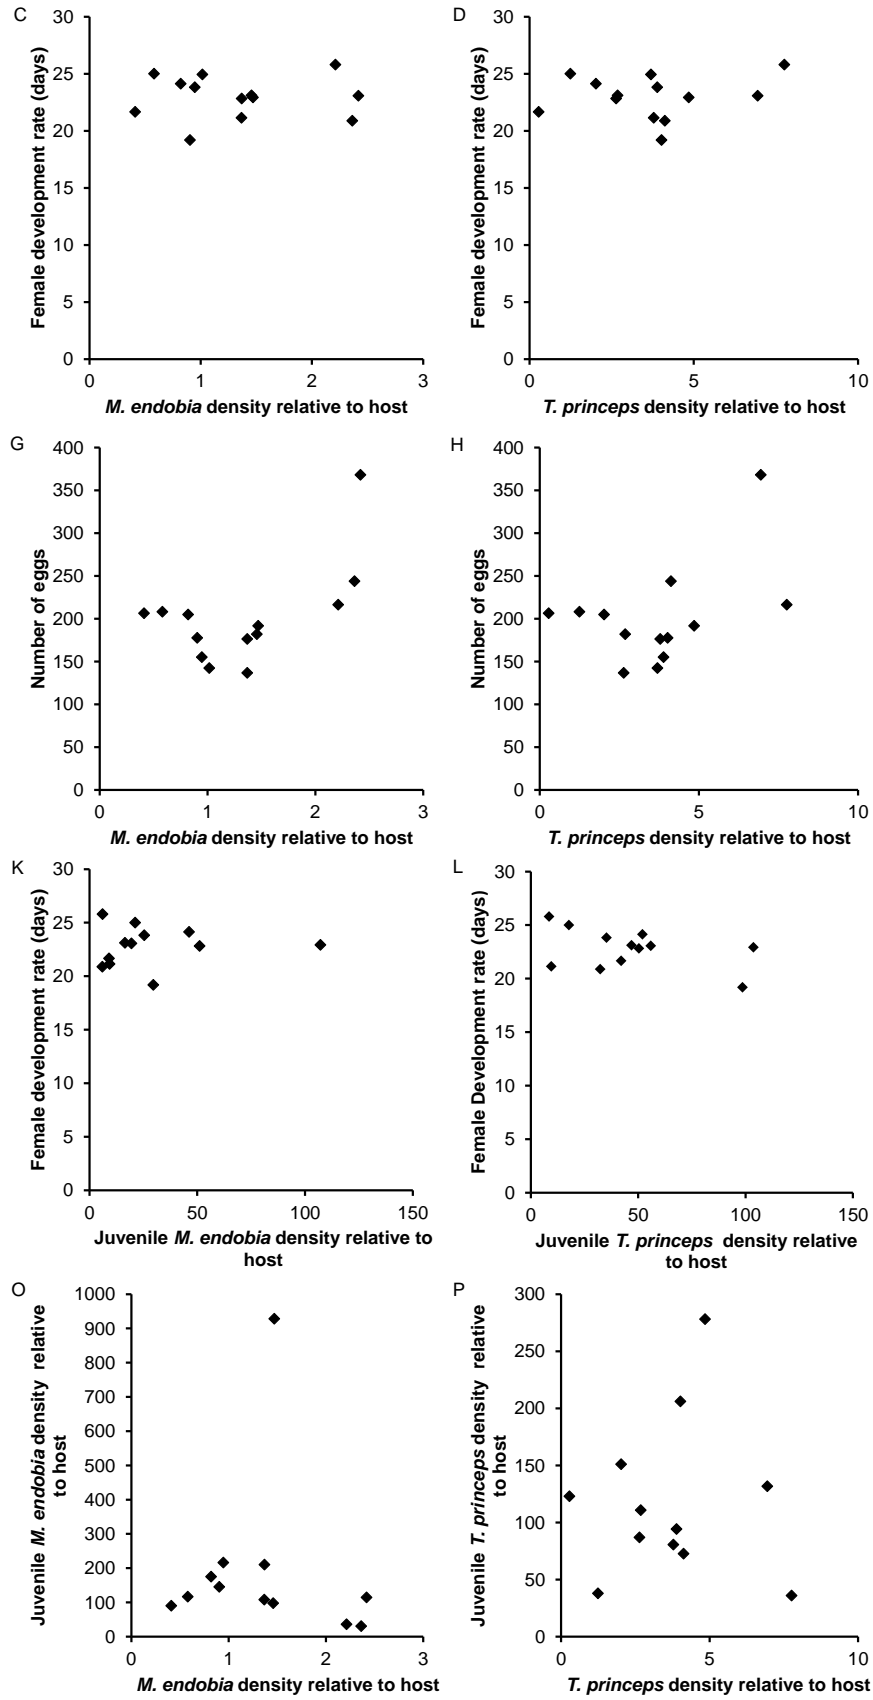 C
30
25
20
15
10
5
0
Female development rate (days)
0 1 2 3
M. endobia density relative to host
D
30
25
20
15
10
5
0
Female development rate (days)
0 5 10
T. princeps density relative to host
G
400
350
300
250
200
150
100
50
0
Number of eggs
0 1 2 3
M. endobia density relative to host
H
400
350
300
250
200
150
100
50
0
Number of eggs
0 5 10
T. princeps density relative to host
K
30
25
20
15
10
5
0
Female development rate (days)
0 50 100 150
Juvenile M. endobia density relative to
host
L
30
25
20
15
10
5
0
Female Development rate (days)
0 50 100 150
Juvenile T. princeps density relative
to host
O
1000
900
800
700
600
500
400
300
200
100
0
Juvenile M. endobia density relative
to host
0 1 2 3
M. endobia density relative to host
P
300
250
200
150
100
50
0
Juvenile T. princeps density relative
to host
0 5 10
T. princeps density relative to host